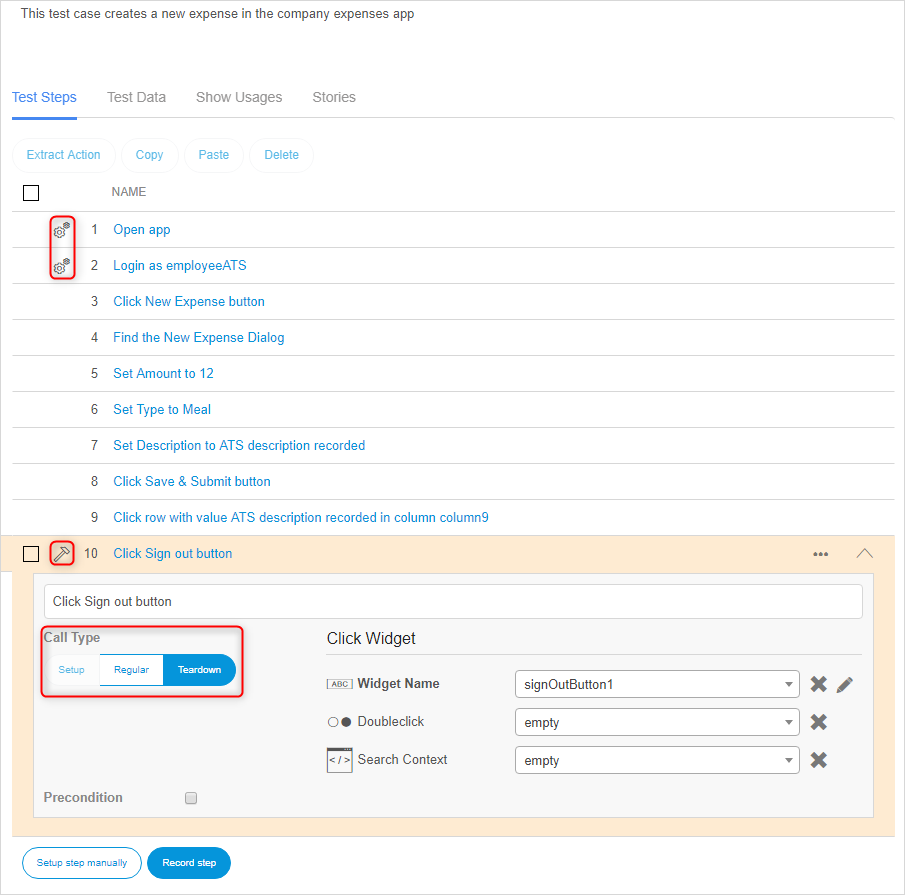 This test case creates a new expense in the company expenses app
Test Steps Test Data Show Usages Stories
Extract Action Copy Paste Delete
NAME
1 Open app
2 Login as employeeATS
3 Click New Expense button
4 Find the New Expense Dialog
5 Set Amount to 12
6 Set Type to Meal
7 Set Description to ATS description recorded
8 Click Save & Submit button
9 Click row with value ATS description recorded in column column9
10 Click Sign out button
Click Sign out button
Call Type
Setup Regular Teardown
Click Widget
ABC Widget Name signOutButton1
Doubleclick empty
</> Search Context empty
Precondition
Setup step manually Record step